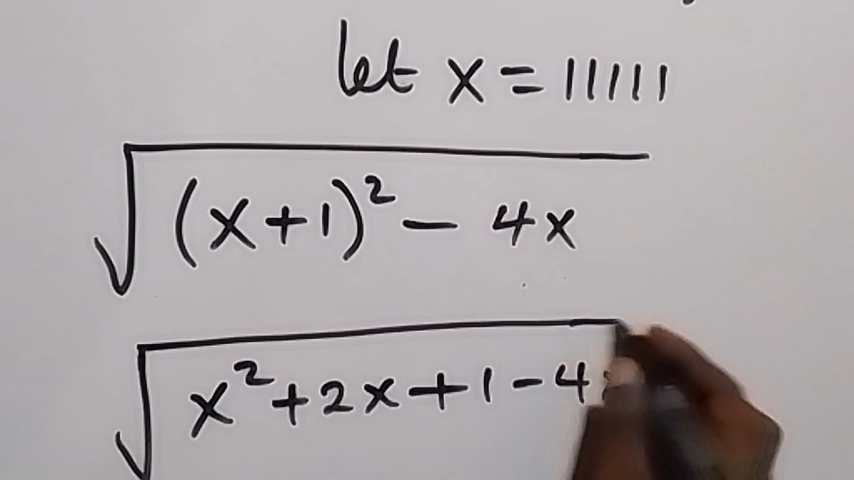 let x = 11111
√(x+1)² - 4x
√x² + 2x + 1 - 4